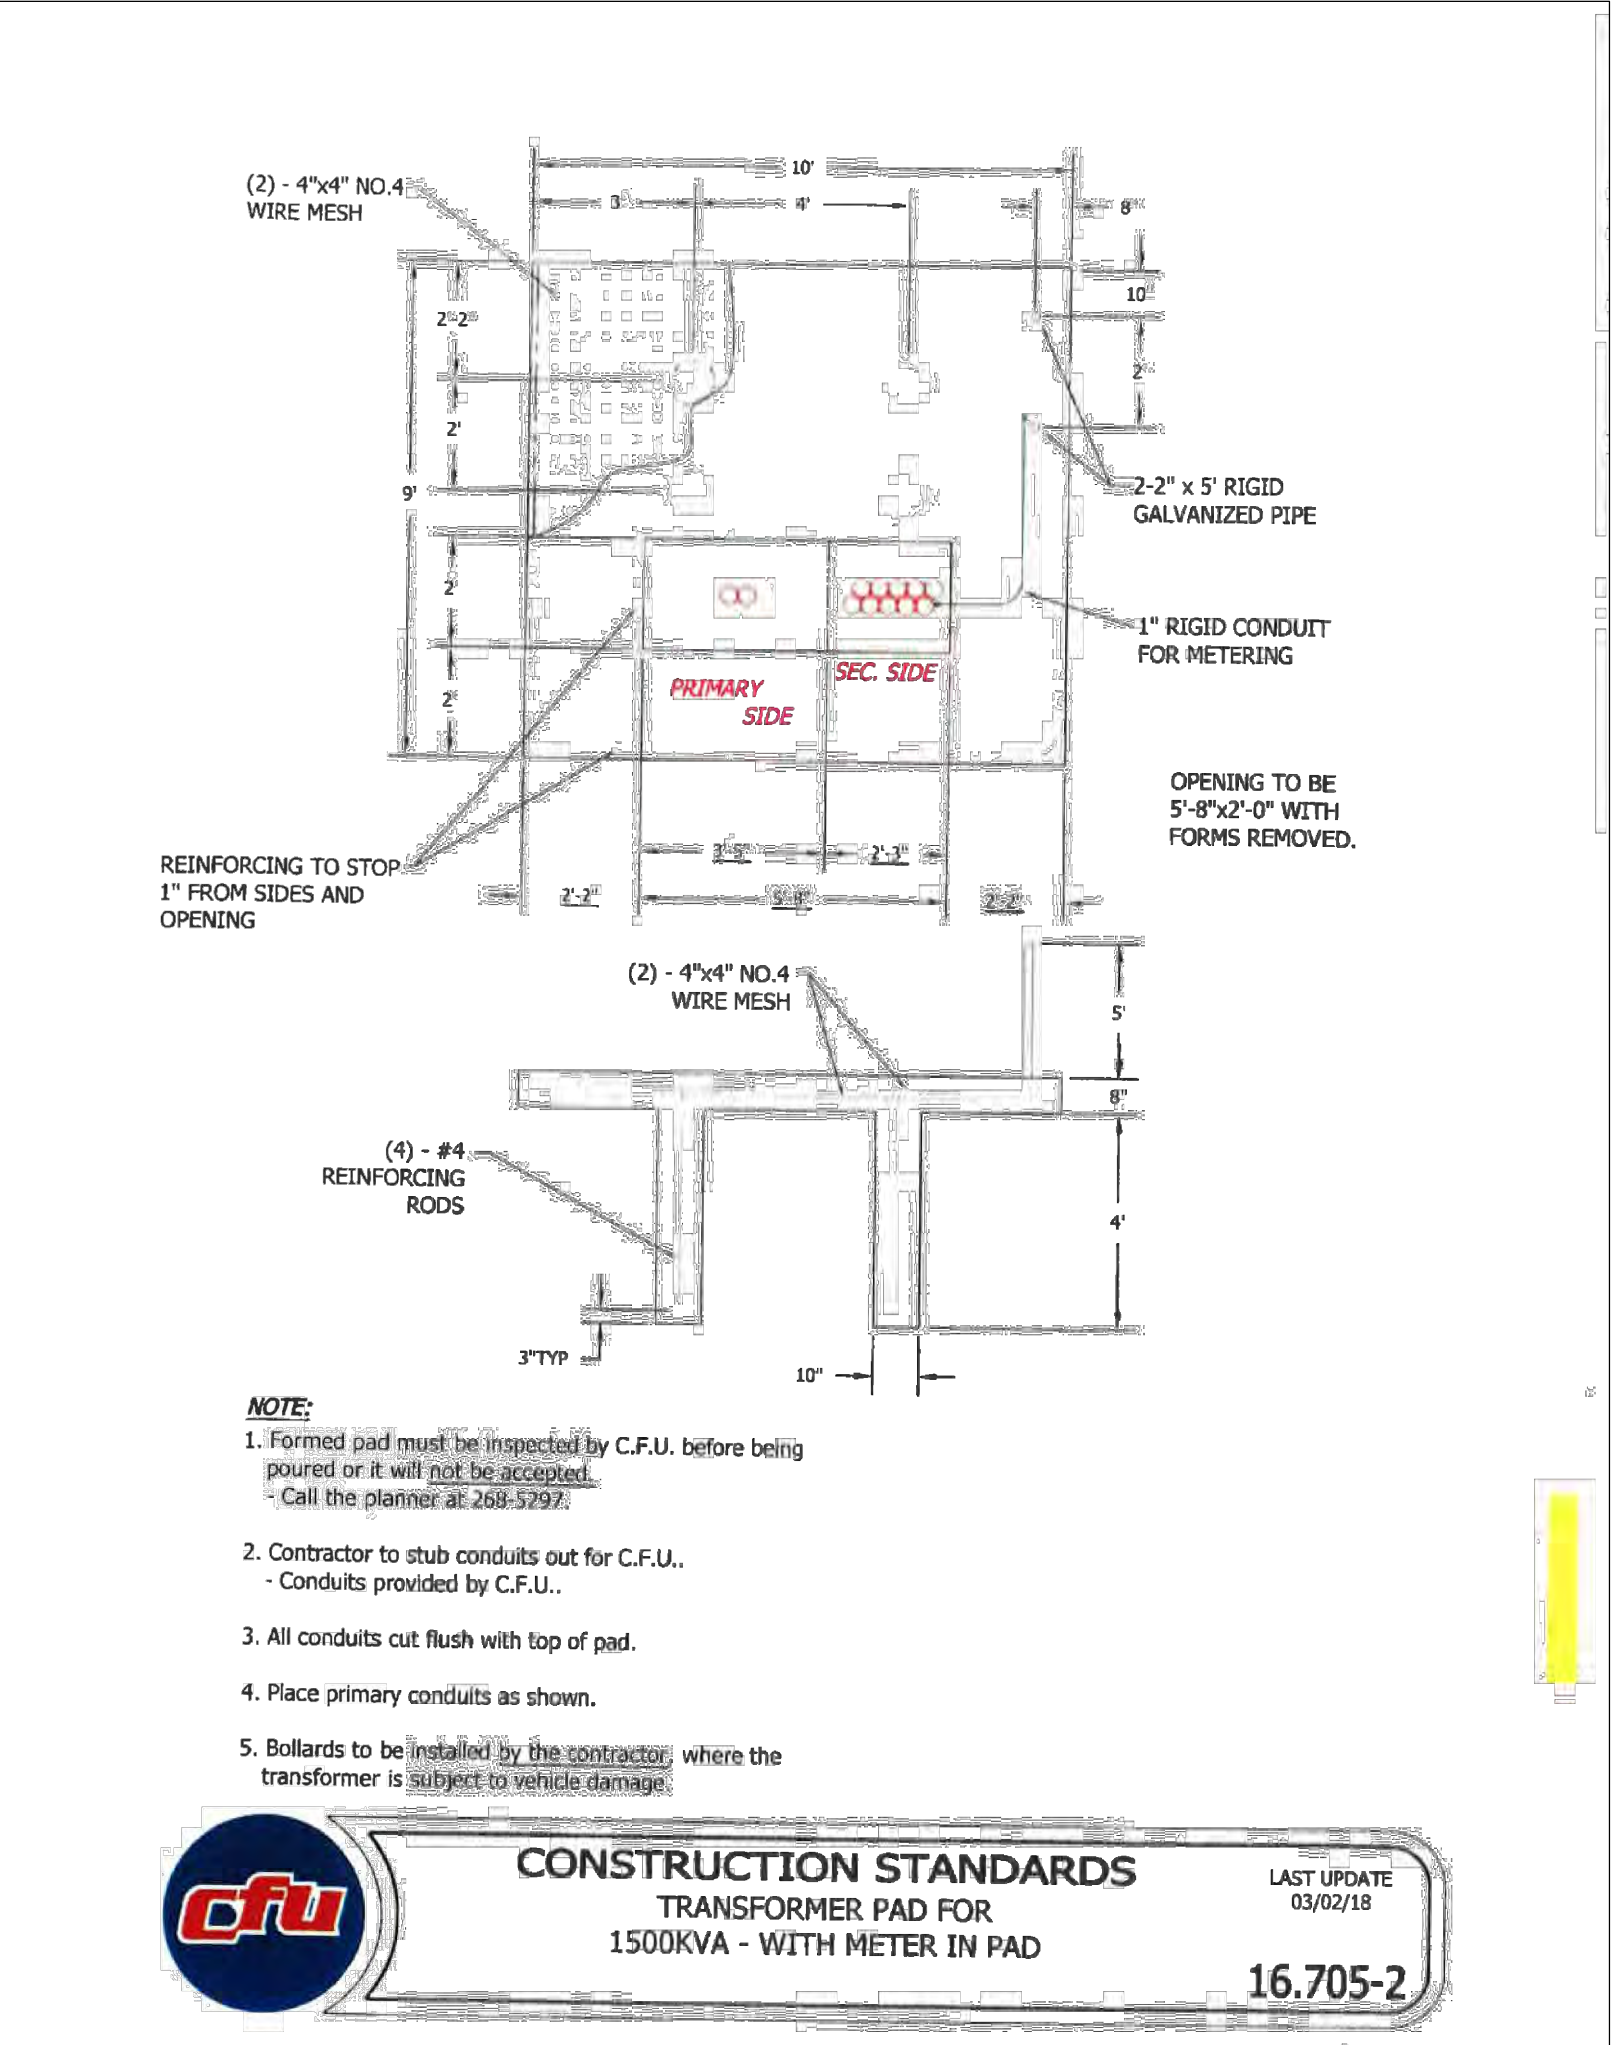 10'
(2) - 4"x4" NO.4
WIRE MESH
3'
4'
8"
10"
2'-2"
2'
2'
9'
2-2" x 5' RIGID
GALVANIZED PIPE
2'
1" RIGID CONDUIT
FOR METERING
SEC. SIDE
PRIMARY
SIDE
2'
OPENING TO BE
5'-8"x2'-0" WITH
FORMS REMOVED.
2'-3"
REINFORCING TO STOP
1" FROM SIDES AND
OPENING
2'-2"
5'-8"
2'-2"
(2) - 4"x4" NO.4
WIRE MESH
5'
8"
(4) - #4
REINFORCING
RODS
4'
3"TYP
10"
NOTE:
1. Formed pad must be inspected by C.F.U. before being
poured or it will not be accepted.
- Call the planner at 268-5297.
2. Contractor to stub conduits out for C.F.U..
- Conduits provided by C.F.U..
3. All conduits cut flush with top of pad.
4. Place primary conduits as shown.
5. Bollards to be installed by the contractor, where the
transformer is subject to vehicle damage.
cfu
CONSTRUCTION STANDARDS
TRANSFORMER PAD FOR
1500KVA - WITH METER IN PAD
LAST UPDATE
03/02/18
16.705-2